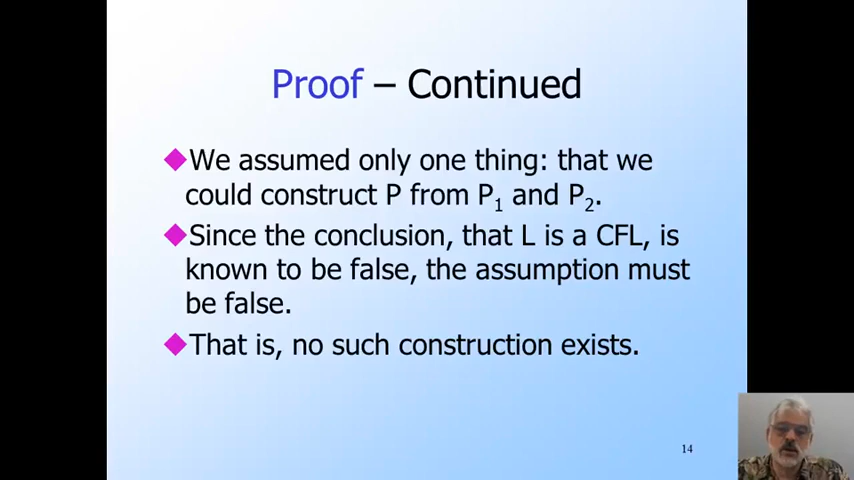 Proof – Continued
◆We assumed only one thing: that we
could construct P from P₁ and P₂.
◆Since the conclusion, that L is a CFL, is
known to be false, the assumption must
be false.
◆That is, no such construction exists.
14